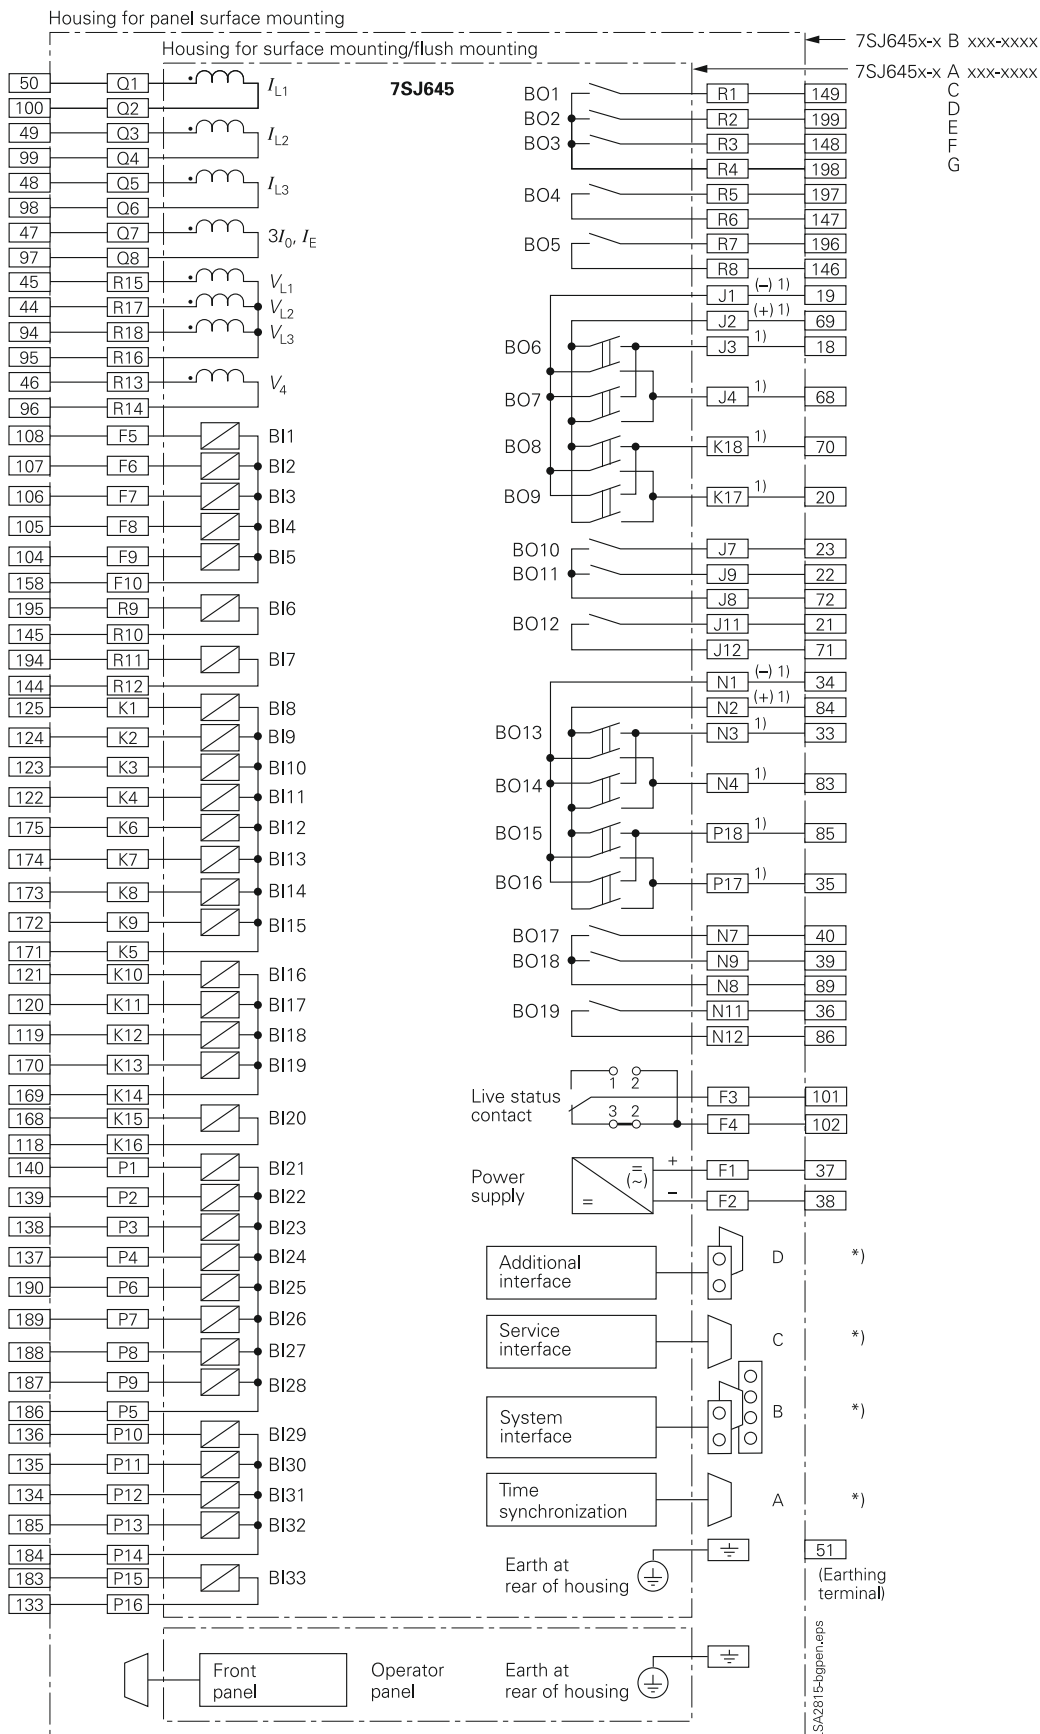 Housing for panel surface mounting
7SJ645x-x B xxx-xxxx
Housing for surface mounting/flush mounting
7SJ645x-x A xxx-xxxx
C
D
E
F
G
7SJ645
50 Q1 I_L1
100 Q2
49 Q3 I_L2
99 Q4
48 Q5 I_L3
98 Q6
47 Q7 3I_0, I_E
97 Q8
45 R15 V_L1
44 R17 V_L2
94 R18 V_L3
95 R16
46 R13 V_4
96 R14
108 F5 BI1
107 F6 BI2
106 F7 BI3
105 F8 BI4
104 F9 BI5
158 F10
195 R9 BI6
145 R10
194 R11 BI7
144 R12
125 K1 BI8
124 K2 BI9
123 K3 BI10
122 K4 BI11
175 K6 BI12
174 K7 BI13
173 K8 BI14
172 K9 BI15
171 K5
121 K10 BI16
120 K11 BI17
119 K12 BI18
170 K13 BI19
169 K14
168 K15 BI20
118 K16
140 P1 BI21
139 P2 BI22
138 P3 BI23
137 P4 BI24
190 P6 BI25
189 P7 BI26
188 P8 BI27
187 P9 BI28
186 P5
136 P10 BI29
135 P11 BI30
134 P12 BI31
185 P13 BI32
184 P14
183 P15 BI33
133 P16
BO1 R1 149
BO2 R2 199
BO3 R3 148
R4 198
BO4 R5 197
R6 147
BO5 R7 196
R8 146
J1 (–) 1) 19
J2 (+) 1) 69
BO6 J3 1) 18
BO7 J4 1) 68
BO8 K18 1) 70
BO9 K17 1) 20
BO10 J7 23
BO11 J9 22
J8 72
BO12 J11 21
J12 71
N1 (–) 1) 34
N2 (+) 1) 84
BO13 N3 1) 33
BO14 N4 1) 83
BO15 P18 1) 85
BO16 P17 1) 35
BO17 N7 40
BO18 N9 39
N8 89
BO19 N11 36
N12 86
1 2
Live status F3 101
contact 3 2 F4 102
Power = (~) + F1 37
supply = – F2 38
Additional D *)
interface
Service C *)
interface
System B *)
interface
Time A *)
synchronization
51
Earth at (Earthing
rear of housing terminal)
Front Operator Earth at
panel panel rear of housing
SA2815-bgpen.eps